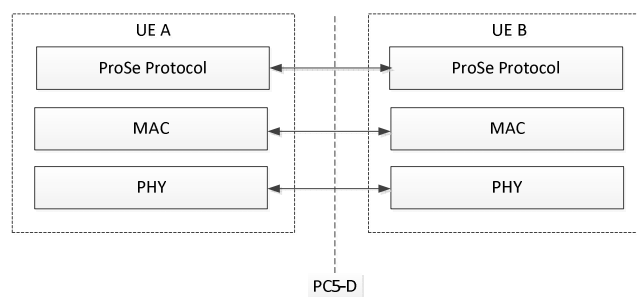 UE A
UE B
ProSe Protocol
ProSe Protocol
MAC
MAC
PHY
PHY
PC5-D